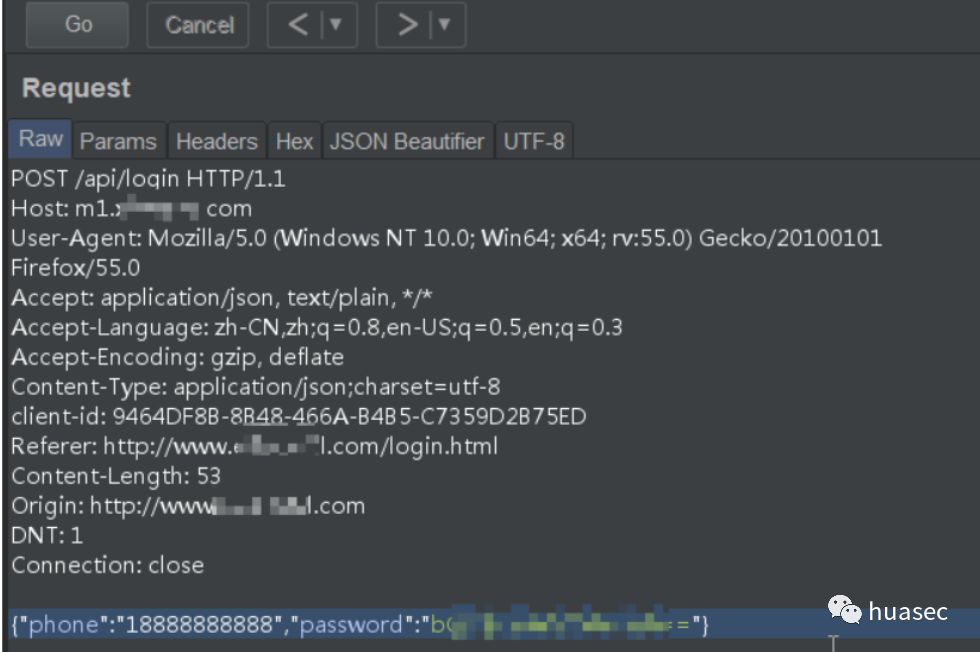 Go Cancel < ▼ > ▼
Request
Raw Params Headers Hex JSON Beautifier UTF-8
POST /api/login HTTP/1.1
Host: m1. com
User-Agent: Mozilla/5.0 (Windows NT 10.0; Win64; x64; rv:55.0) Gecko/20100101
Firefox/55.0
Accept: application/json, text/plain, */*
Accept-Language: zh-CN,zh;q=0.8,en-US;q=0.5,en;q=0.3
Accept-Encoding: gzip, deflate
Content-Type: application/json;charset=utf-8
client-id: 9464DF8B-8B48-466A-B4B5-C7359D2B75ED
Referer: http://www. l.com/login.html
Content-Length: 53
Origin: http://www l.com
DNT: 1
Connection: close
{"phone":"18888888888","password":"b =="}
huasec